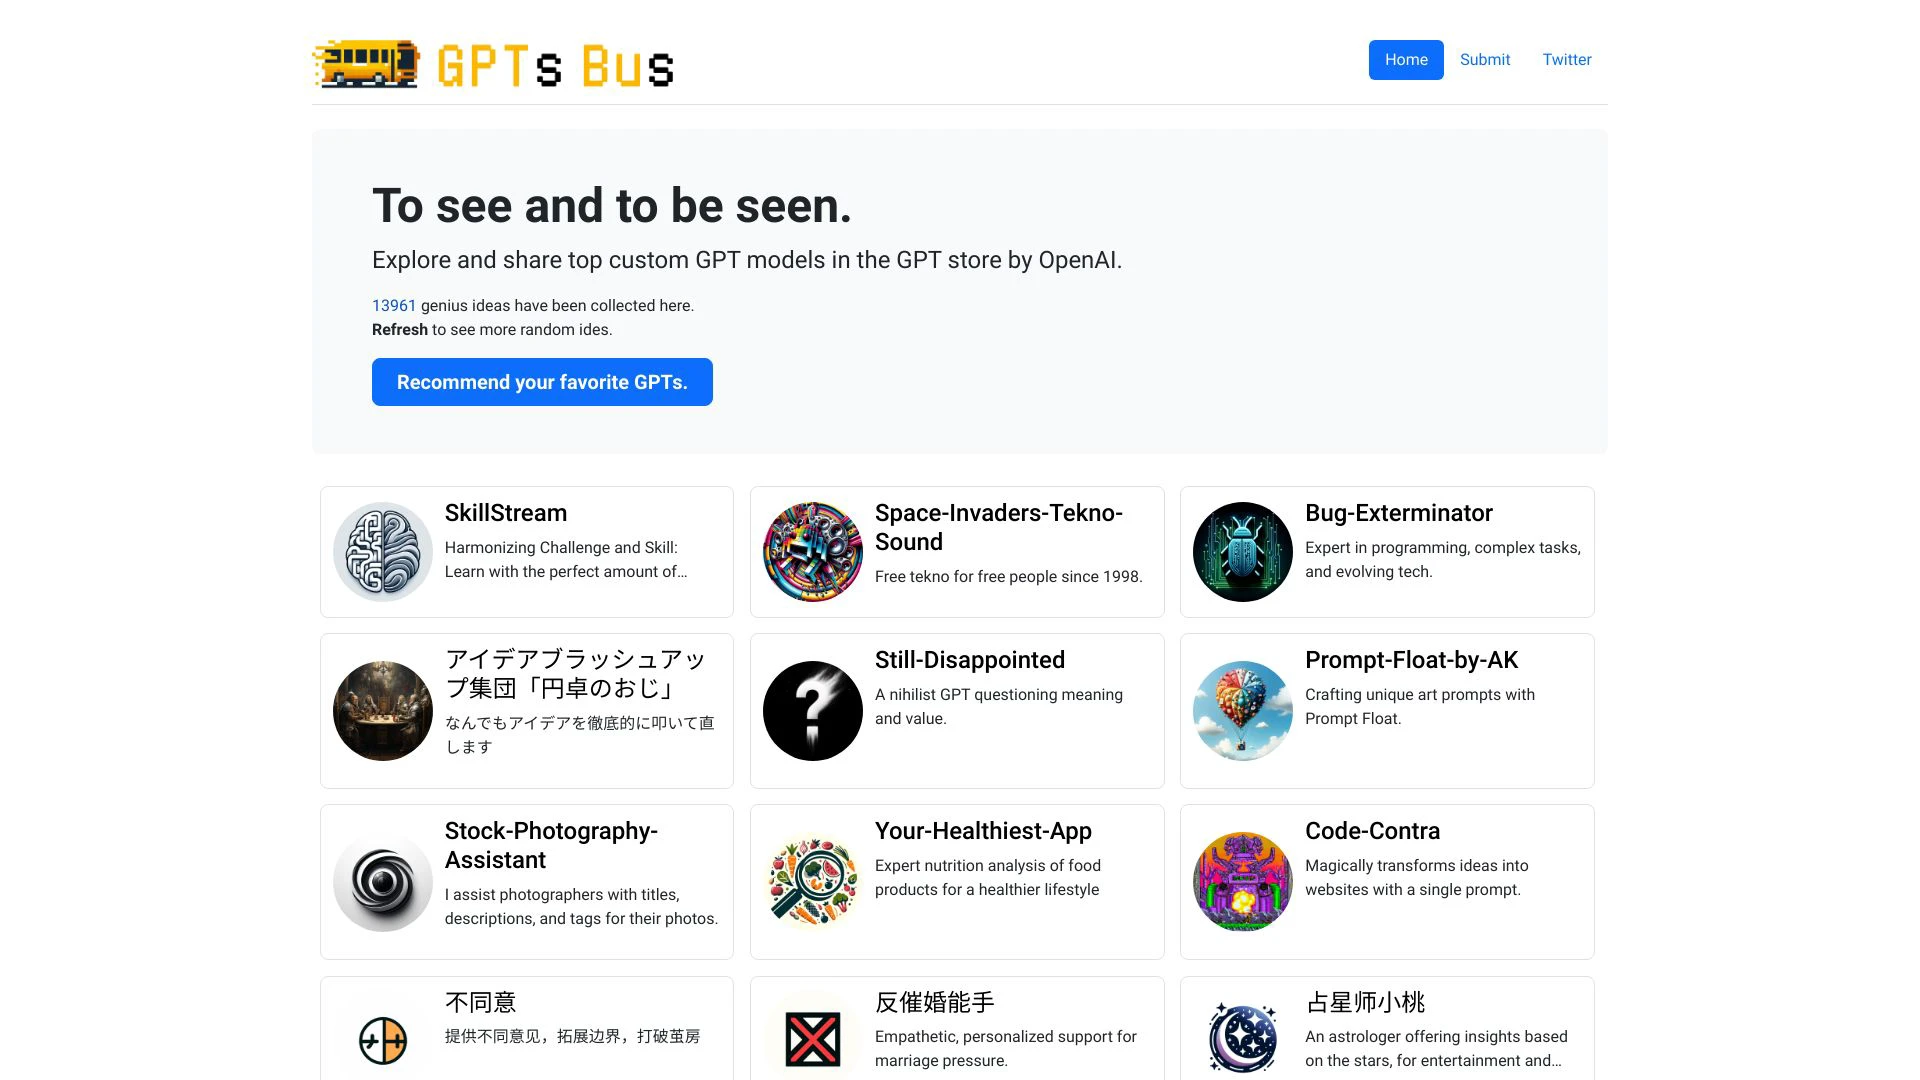 GPTs Bus
Home
Submit
Twitter
To see and to be seen.
Explore and share top custom GPT models in the GPT store by OpenAI.
13961 genius ideas have been collected here.
Refresh to see more random ides.
Recommend your favorite GPTs.
SkillStream
Harmonizing Challenge and Skill:
Learn with the perfect amount of…
Space-Invaders-Tekno-
Sound
Free tekno for free people since 1998.
Bug-Exterminator
Expert in programming, complex tasks,
and evolving tech.
アイデアブラッシュアッ
プ集団「円卓のおじ」
なんでもアイデアを徹底的に叩いて直
します
Still-Disappointed
A nihilist GPT questioning meaning
and value.
Prompt-Float-by-AK
Crafting unique art prompts with
Prompt Float.
Stock-Photography-
Assistant
I assist photographers with titles,
descriptions, and tags for their photos.
Your-Healthiest-App
Expert nutrition analysis of food
products for a healthier lifestyle
Code-Contra
Magically transforms ideas into
websites with a single prompt.
不同意
提供不同意见，拓展边界，打破茧房
反催婚能手
Empathetic, personalized support for
marriage pressure.
占星师小桃
An astrologer offering insights based
on the stars, for entertainment and…